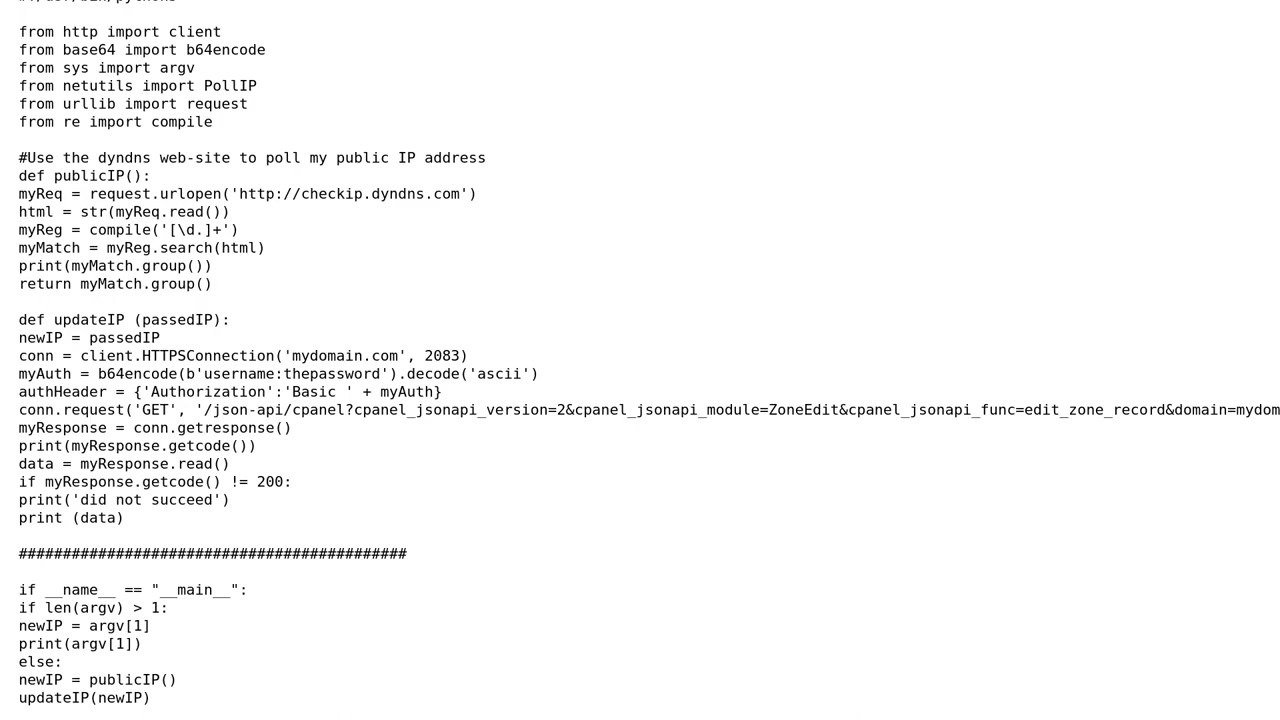 from http import client
from base64 import b64encode
from sys import argv
from netutils import PollIP
from urllib import request
from re import compile
#Use the dyndns web-site to poll my public IP address
def publicIP():
myReq = request.urlopen('http://checkip.dyndns.com')
html = str(myReq.read())
myReg = compile('[\d.]+')
myMatch = myReg.search(html)
print(myMatch.group())
return myMatch.group()
def updateIP (passedIP):
newIP = passedIP
conn = client.HTTPSConnection('mydomain.com', 2083)
myAuth = b64encode(b'username:thepassword').decode('ascii')
authHeader = {'Authorization':'Basic ' + myAuth}
conn.request('GET', '/json-api/cpanel?cpanel_jsonapi_version=2&cpanel_jsonapi_module=ZoneEdit&cpanel_jsonapi_func=edit_zone_record&domain=mydom
myResponse = conn.getresponse()
print(myResponse.getcode())
data = myResponse.read()
if myResponse.getcode() != 200:
print('did not succeed')
print (data)
############################################
if __name__ == "__main__":
if len(argv) > 1:
newIP = argv[1]
print(argv[1])
else:
newIP = publicIP()
updateIP(newIP)